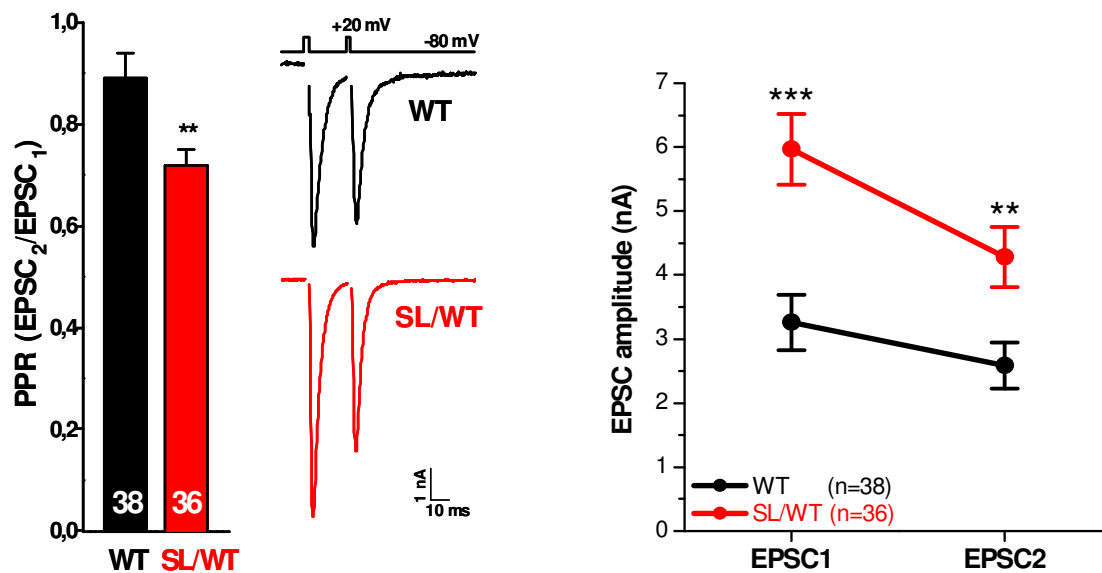 PPR (EPSC2/EPSC1)
1,0
0,8
0,6
0,4
0,2
0,0
**
38
36
WT
SL/WT
+20 mV
-80 mV
WT
SL/WT
1 nA
10 ms
EPSC amplitude (nA)
7
6
5
4
3
2
1
0
***
**
WT (n=38)
SL/WT (n=36)
EPSC1
EPSC2